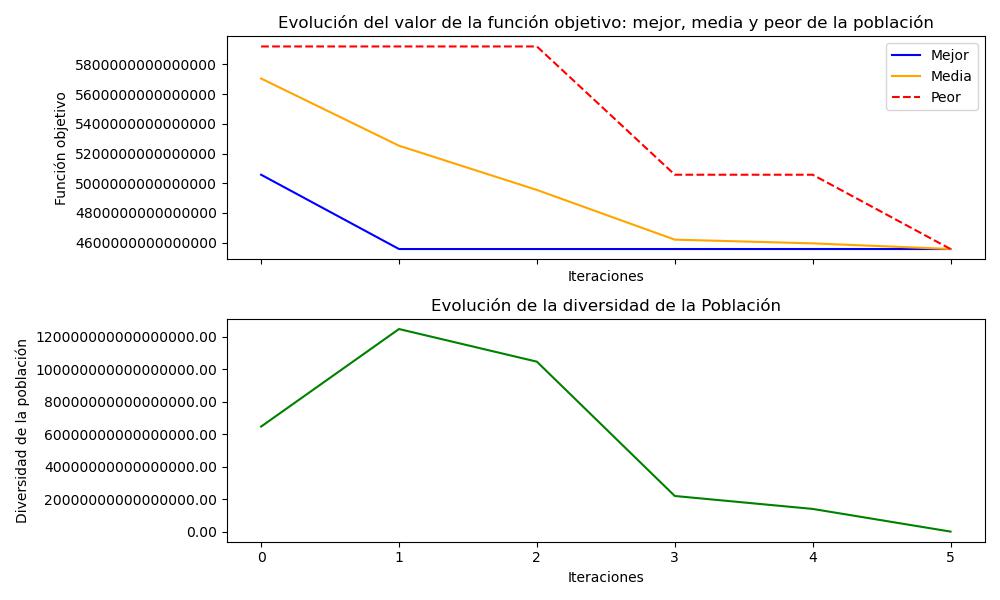 Evolución del valor de la función objetivo: mejor, media y peor de la población
Función objetivo
5800000000000000
5600000000000000
5400000000000000
5200000000000000
5000000000000000
4800000000000000
4600000000000000
Mejor
Media
Peor
Iteraciones
Evolución de la diversidad de la Población
Diversidad de la población
120000000000000000.00
100000000000000000.00
80000000000000000.00
60000000000000000.00
40000000000000000.00
20000000000000000.00
0.00
0 1 2 3 4 5
Iteraciones